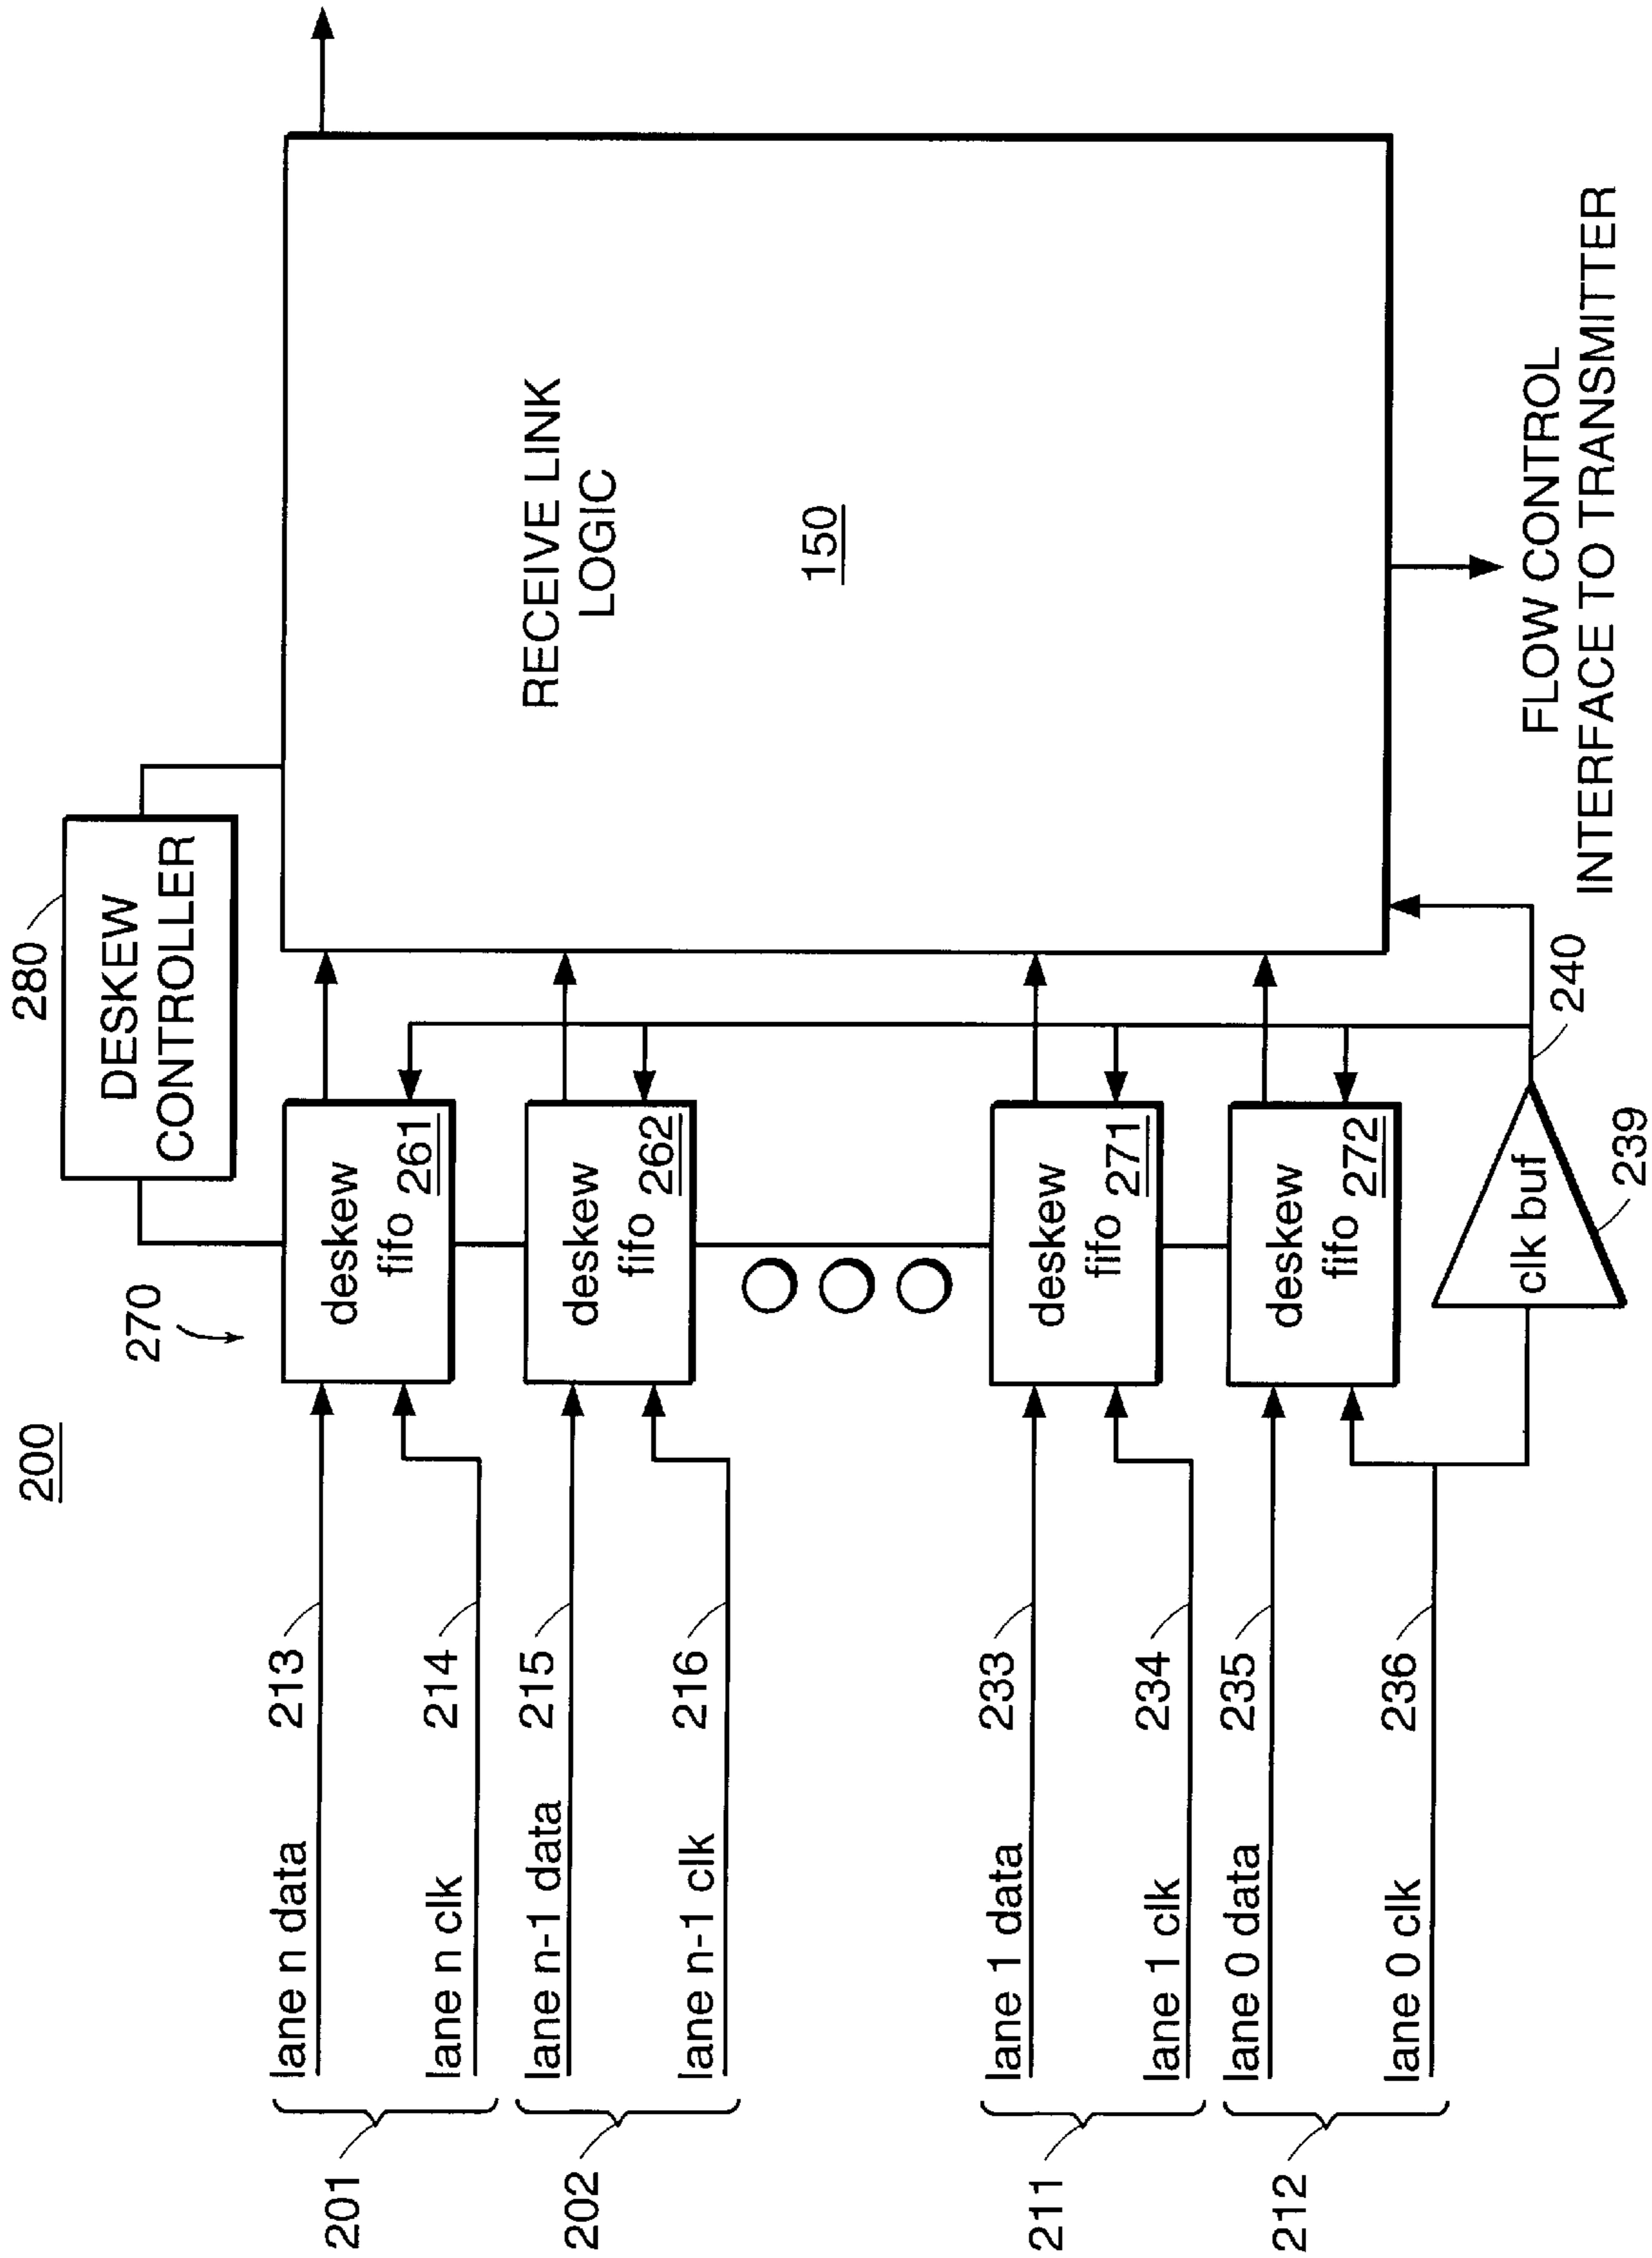 200
270
280
DESKEW
CONTROLLER
201
lane n data
213
lane n clk
214
deskew
fifo 261
202
lane n-1 data
215
lane n-1 clk
216
deskew
fifo 262
RECEIVE LINK
LOGIC
150
211
lane 1 data
233
lane 1 clk
234
deskew
fifo 271
212
lane 0 data
235
lane 0 clk
236
deskew
fifo 272
clk buf
239
240
FLOW CONTROL
INTERFACE TO TRANSMITTER